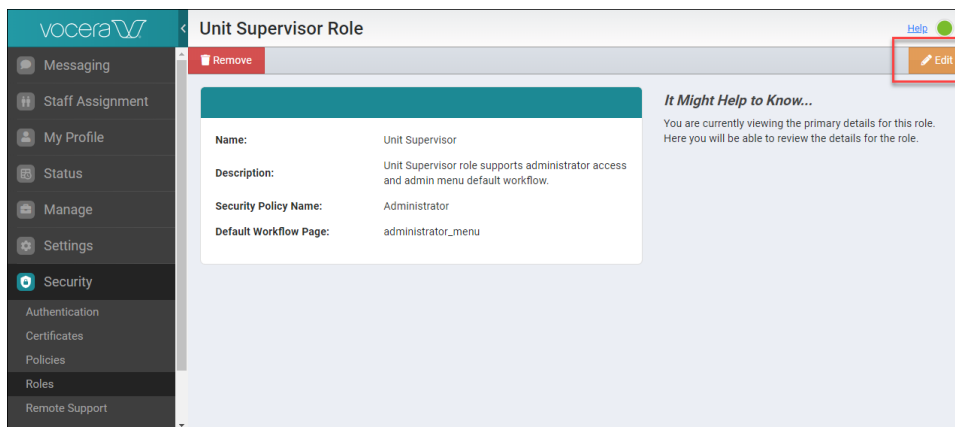 vocera
Unit Supervisor Role
Help
Remove
Edit
Messaging
Staff Assignment
My Profile
Status
Manage
Settings
Security
Authentication
Certificates
Policies
Roles
Remote Support
Name: Unit Supervisor
Description: Unit Supervisor role supports administrator access
and admin menu default workflow.
Security Policy Name: Administrator
Default Workflow Page: administrator_menu
It Might Help to Know...
You are currently viewing the primary details for this role.
Here you will be able to review the details for the role.